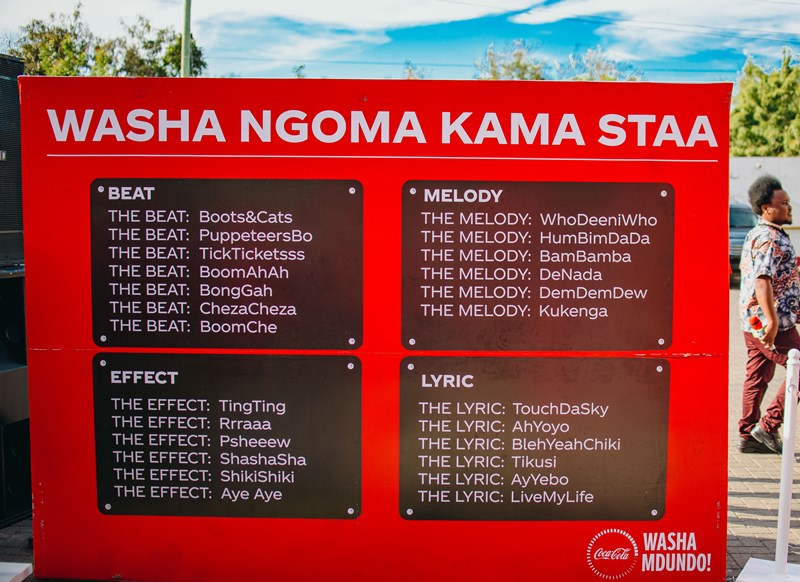 WASHA NGOMA KAMA STAA
BEAT
THE BEAT: Boots&Cats
THE BEAT: PuppeteersBo
THE BEAT: TickTicketsss
THE BEAT: BoomAhAh
THE BEAT: BongGah
THE BEAT: ChezaCheza
THE BEAT: BoomChe
MELODY
THE MELODY: WhoDeeniWho
THE MELODY: HumBimDaDa
THE MELODY: BamBamba
THE MELODY: DeNada
THE MELODY: DemDemDew
THE MELODY: Kukenga
EFFECT
THE EFFECT: TingTing
THE EFFECT: Rrraaa
THE EFFECT: Psheeew
THE EFFECT: ShashaSha
THE EFFECT: ShikiShiki
THE EFFECT: Aye Aye
LYRIC
THE LYRIC: TouchDaSky
THE LYRIC: AhYoyo
THE LYRIC: BlehYeahChiki
THE LYRIC: Tikusi
THE LYRIC: AyYebo
THE LYRIC: LiveMyLife
Coca-Cola
WASHA
MDUNDO!